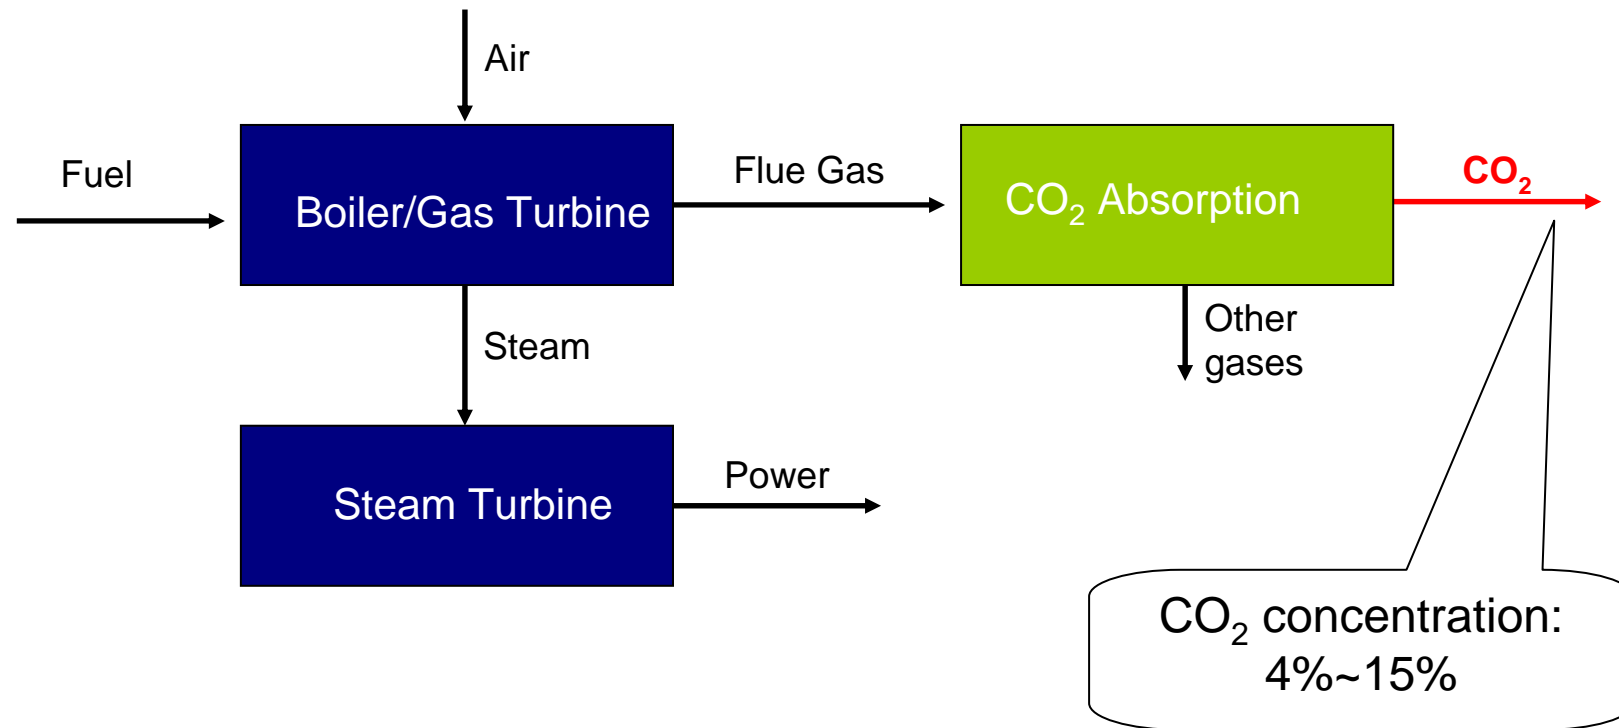 Air
Fuel
Boiler/Gas Turbine
Flue Gas
CO₂ Absorption
CO₂
Steam
Other
gases
Steam Turbine
Power
CO₂ concentration:
4%~15%